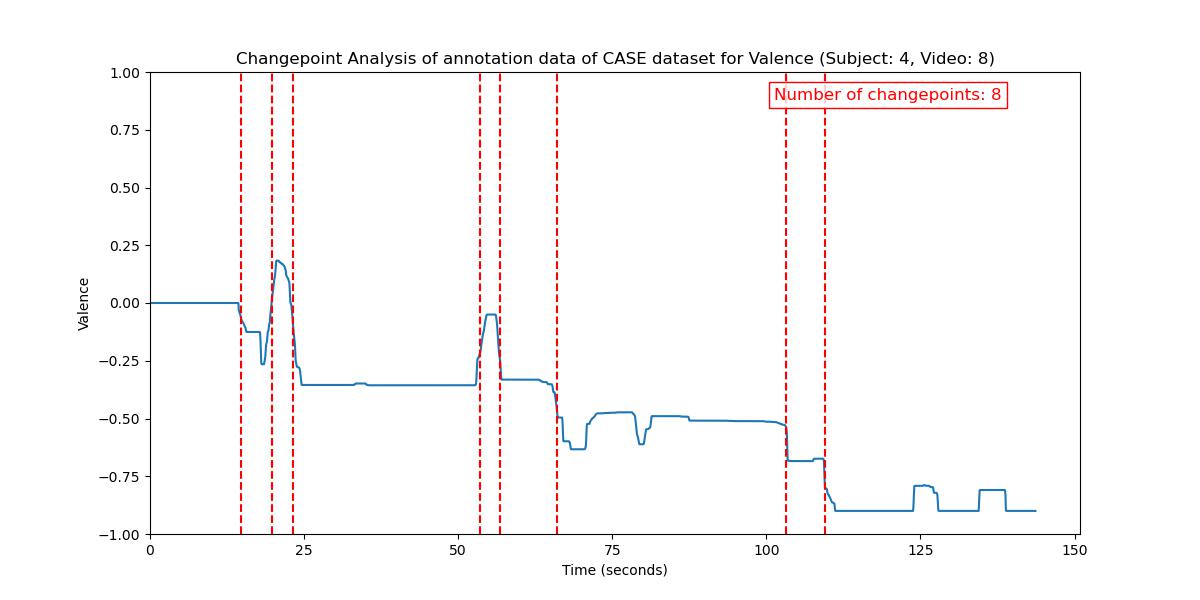 Changepoint Analysis of annotation data of CASE dataset for Valence (Subject: 4, Video: 8)
Number of changepoints: 8
Valence
1.00
0.75
0.50
0.25
0.00
−0.25
−0.50
−0.75
−1.00
0 25 50 75 100 125 150
Time (seconds)